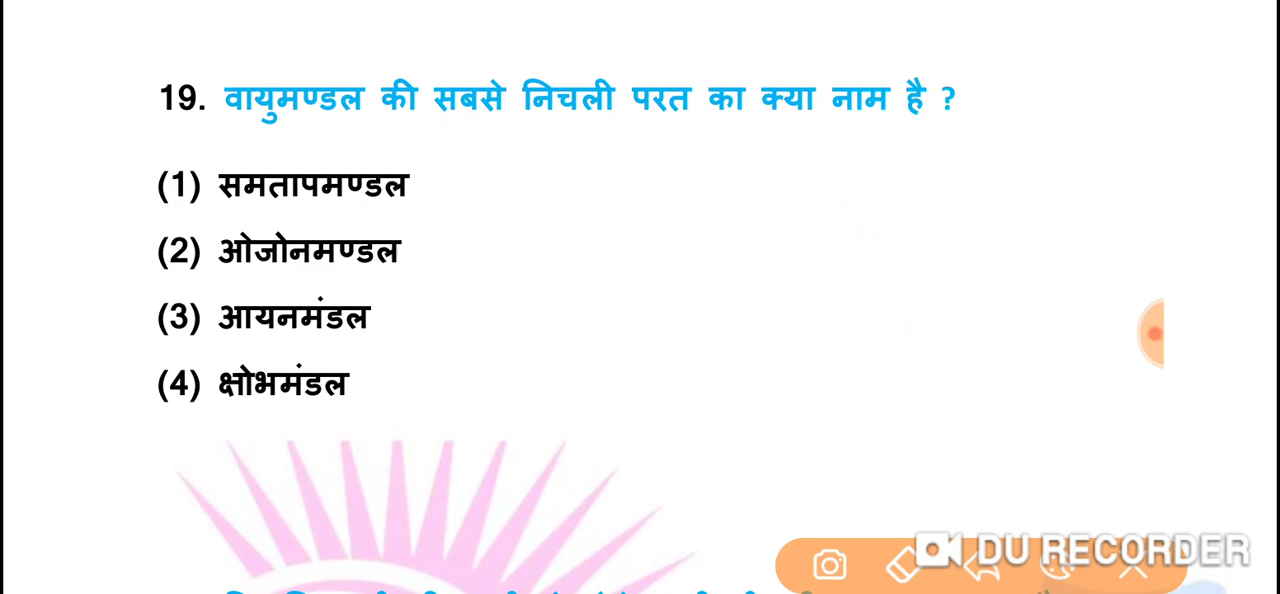 19. वायुमण्डल की सबसे निचली परत का क्या नाम है ?
(1) समतापमण्डल
(2) ओजोनमण्डल
(3) आयनमंडल
(4) क्षोभमंडल
DU RECORDER